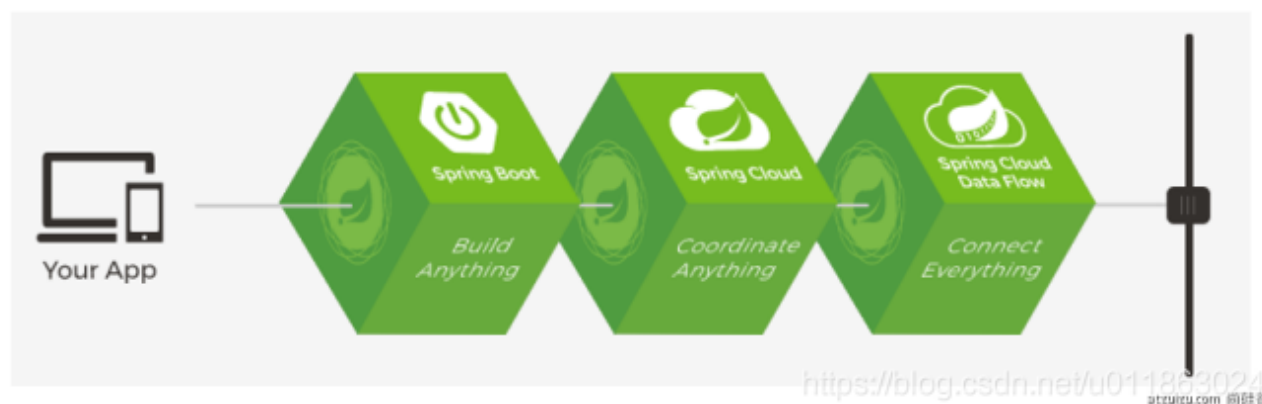 Your App
Spring Boot
Build
Anything
Spring Cloud
Coordinate
Anything
Spring Cloud
Data Flow
Connect
Everything
010
https://blog.csdn.net/u011863024